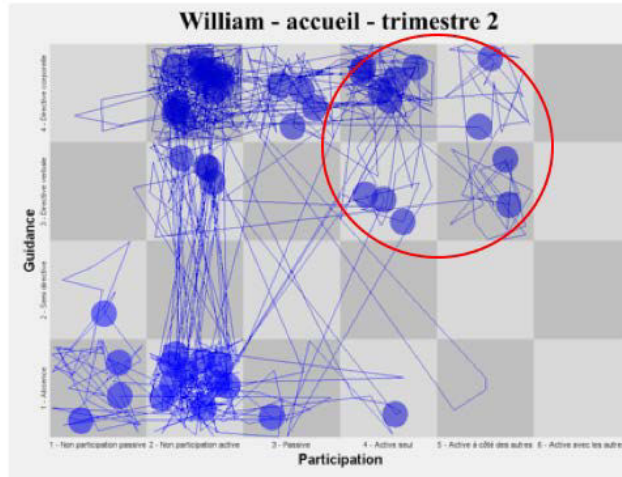 William - accueil - trimestre 2
Guidance
4 - Directive corporelle
3 - Directive verbale
2 - Semi directive
1 - Absence
1 - Non participation passive
2 - Non participation active
3 - Passive
4 - Active seul
5 - Active à côté des autres
6 - Active avec les autres
Participation